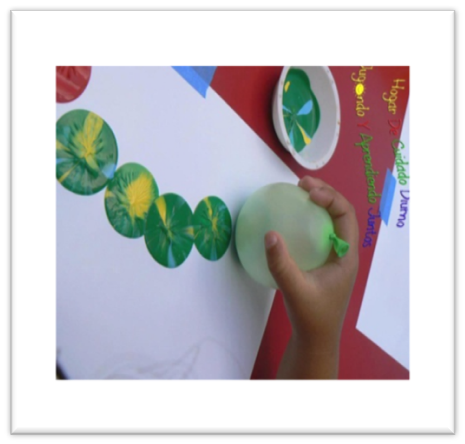 Hogar De Cuidado Diurno
Jugando Y Aprendiendo Juntos